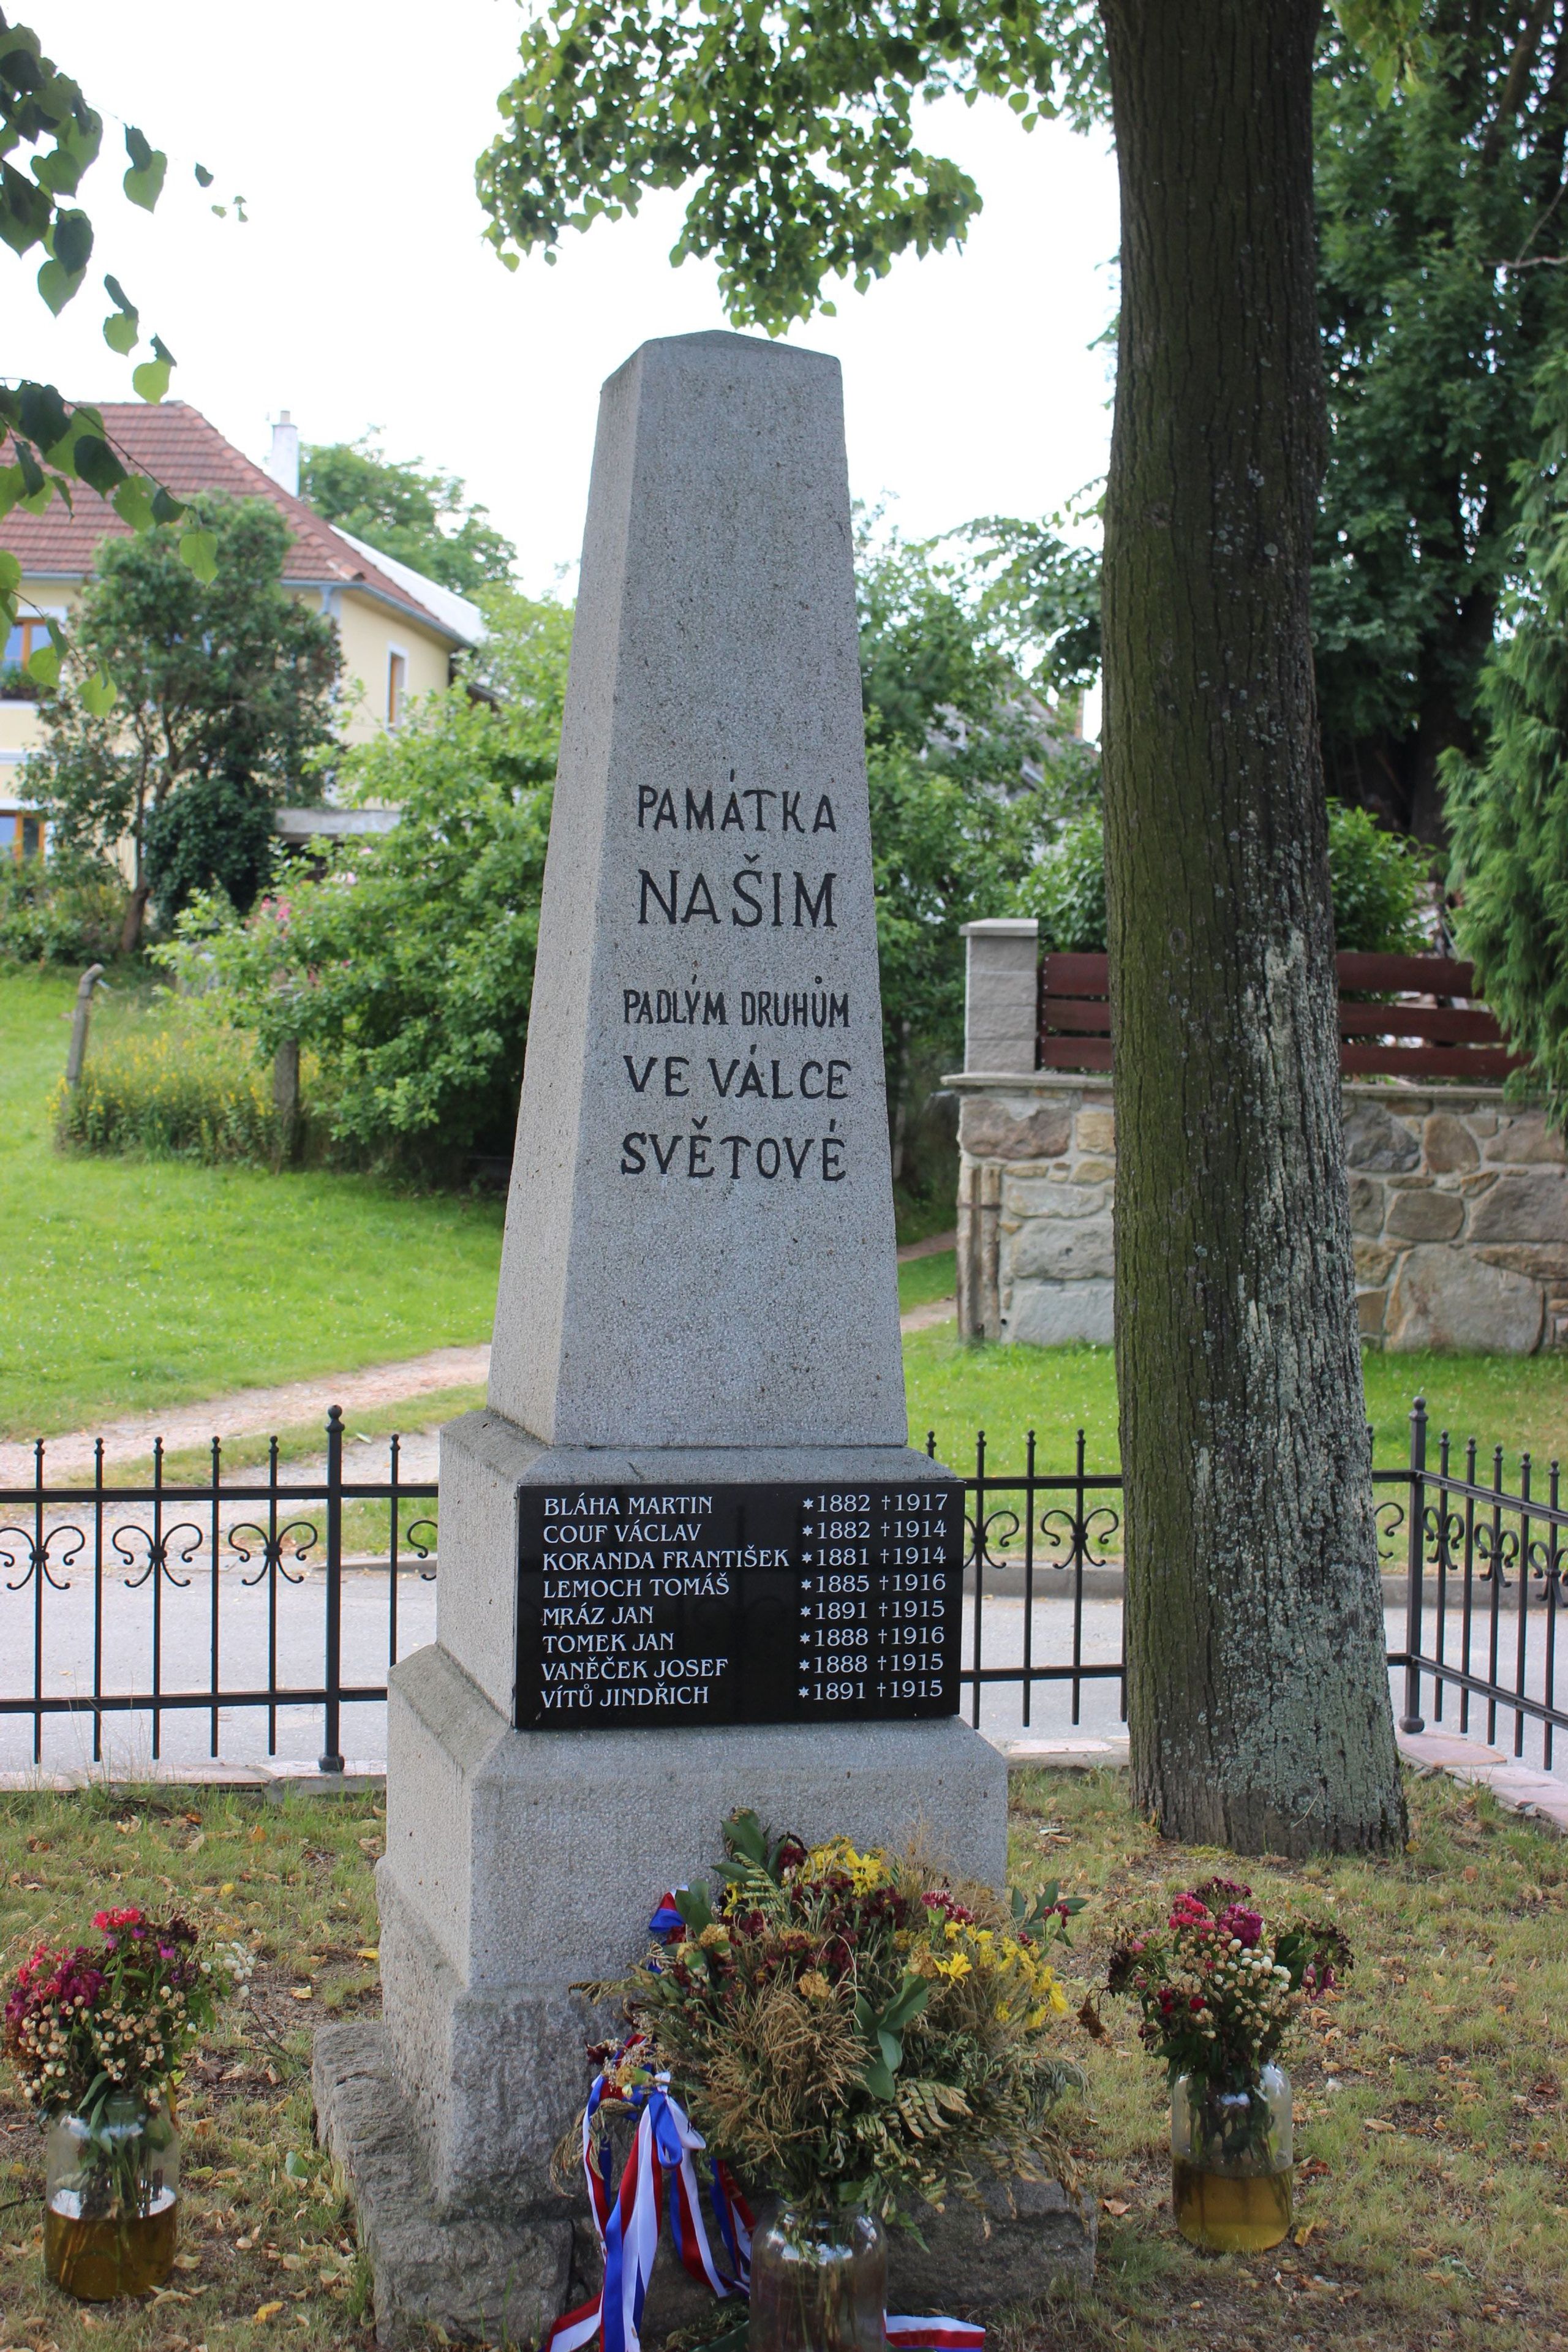 PAMÁTKA
NAŠIM
PADLÝM DRUHŮM
VE VÁLCE
SVĚTOVÉ
BLÁHA MARTIN *1882 †1917
COUF VÁCLAV *1882 †1914
KORANDA FRANTIŠEK *1881 †1914
LEMOCH TOMÁŠ *1885 †1916
MRÁZ JAN *1891 †1915
TOMEK JAN *1888 †1916
VANĚČEK JOSEF *1888 †1915
VÍTŮ JINDŘICH *1891 †1915